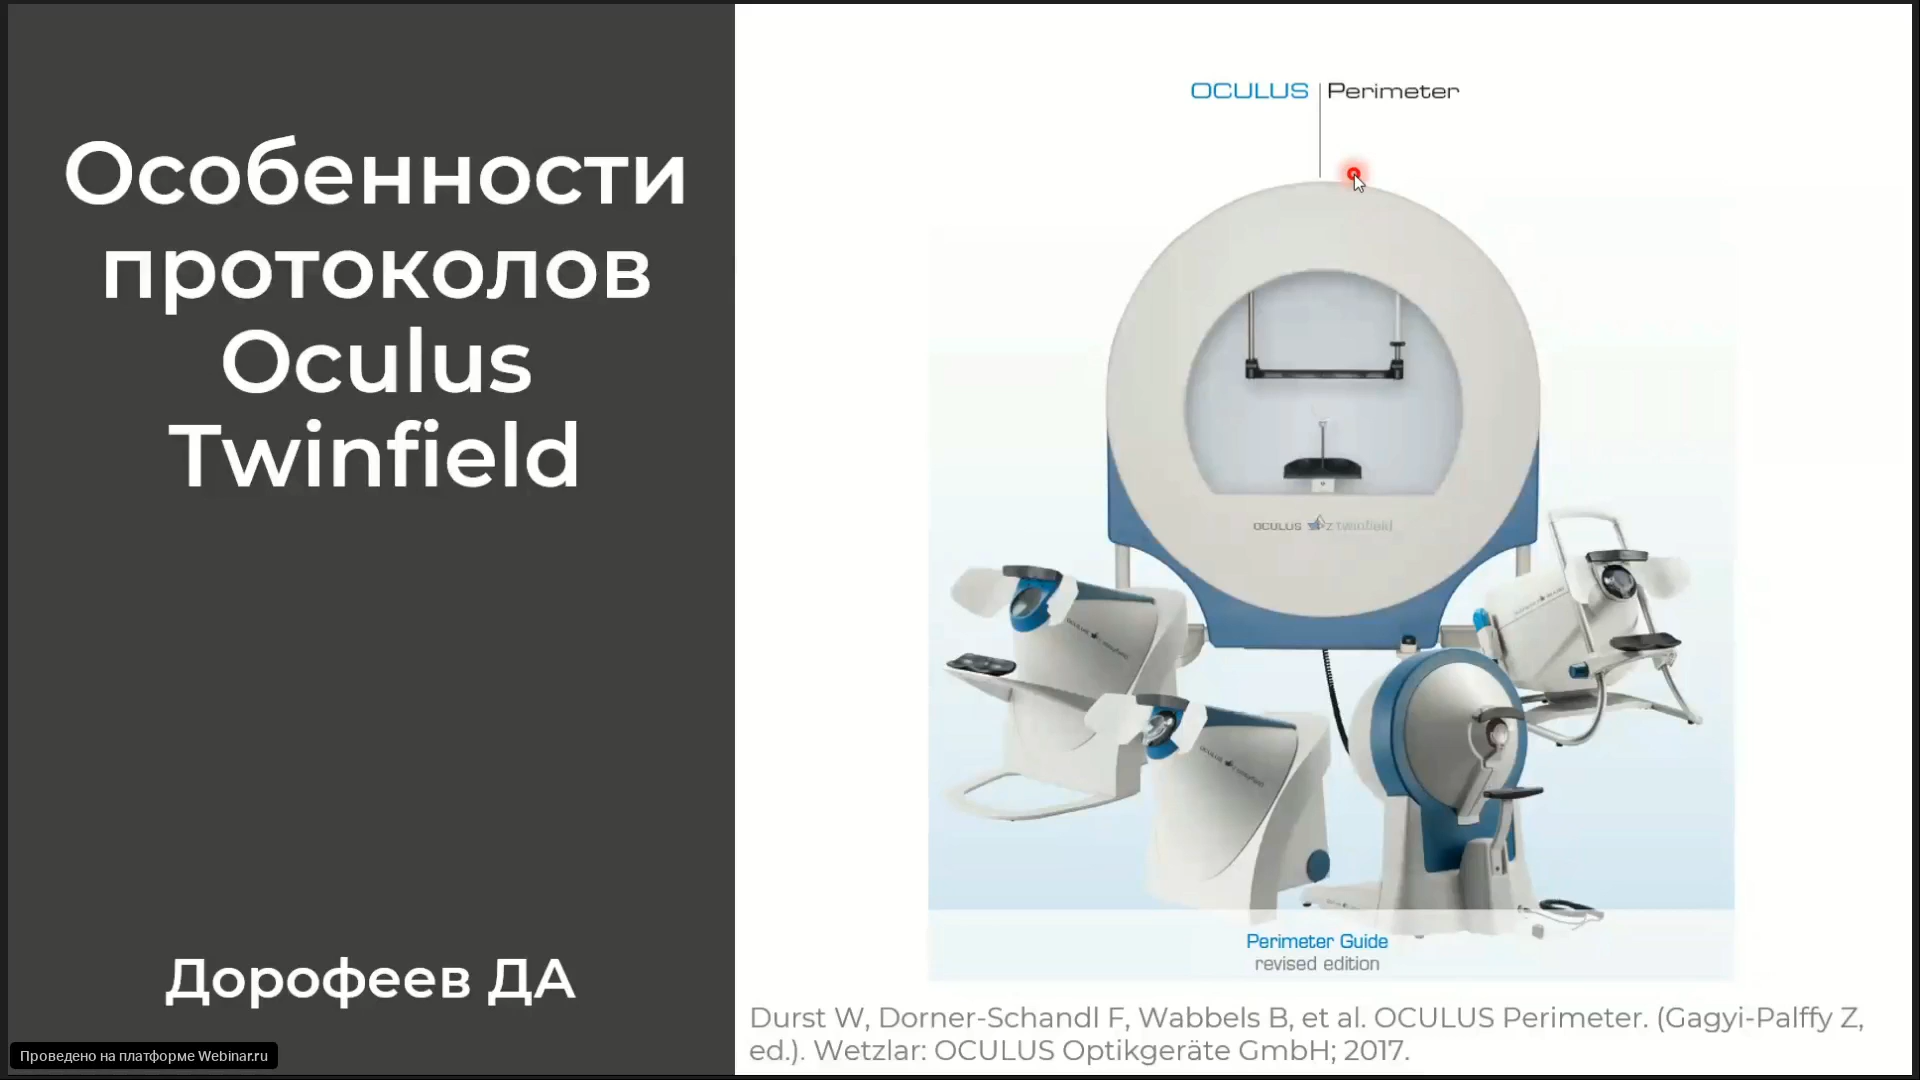 Особенности
протоколов
Oculus
Twinfield
Дорофеев ДА
Проведено на платформе Webinar.ru
OCULUS Perimeter
OCULUS twinfield
Perimeter Guide
revised edition
Durst W, Dorner-Schandl F, Wabbels B, et al. OCULUS Perimeter. (Gagyi-Palffy Z,
ed.). Wetzlar: OCULUS Optikgeräte GmbH; 2017.